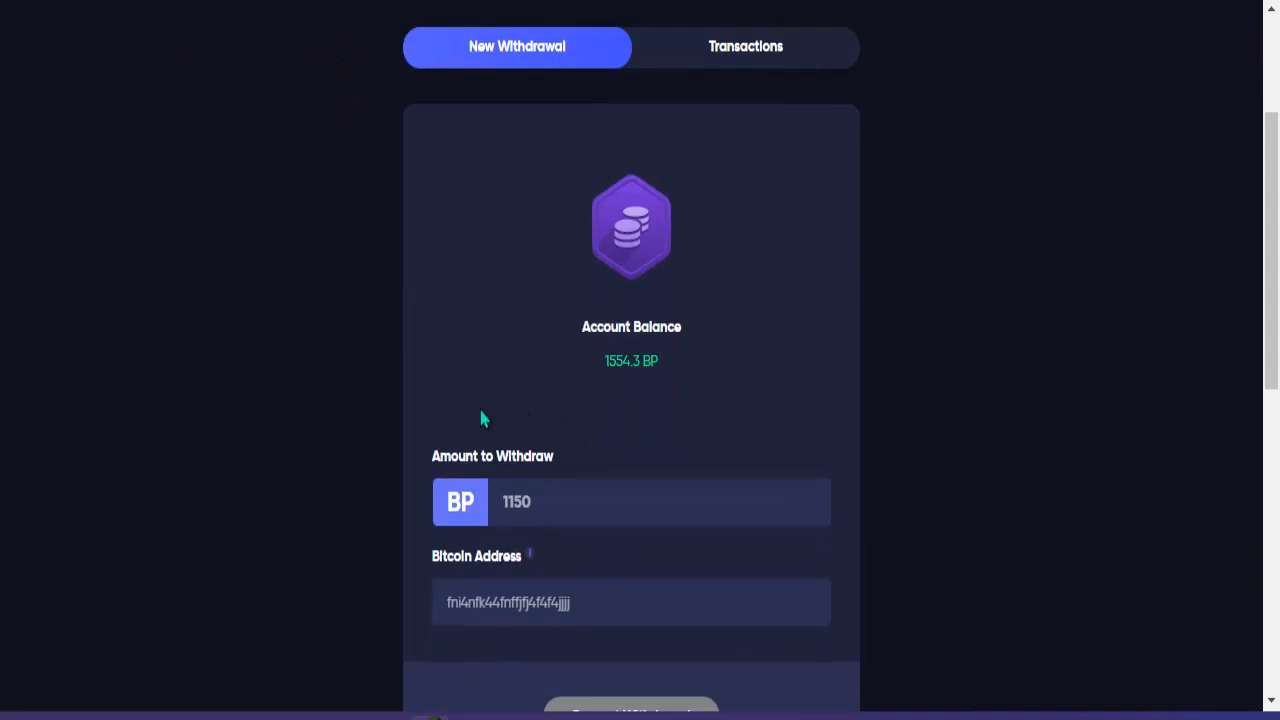 New Withdrawal
Transactions
Account Balance
1554.3 BP
Amount to Withdraw
BP 1150
Bitcoin Address
fni4nfk44fnffjfj4f4f4jjjj